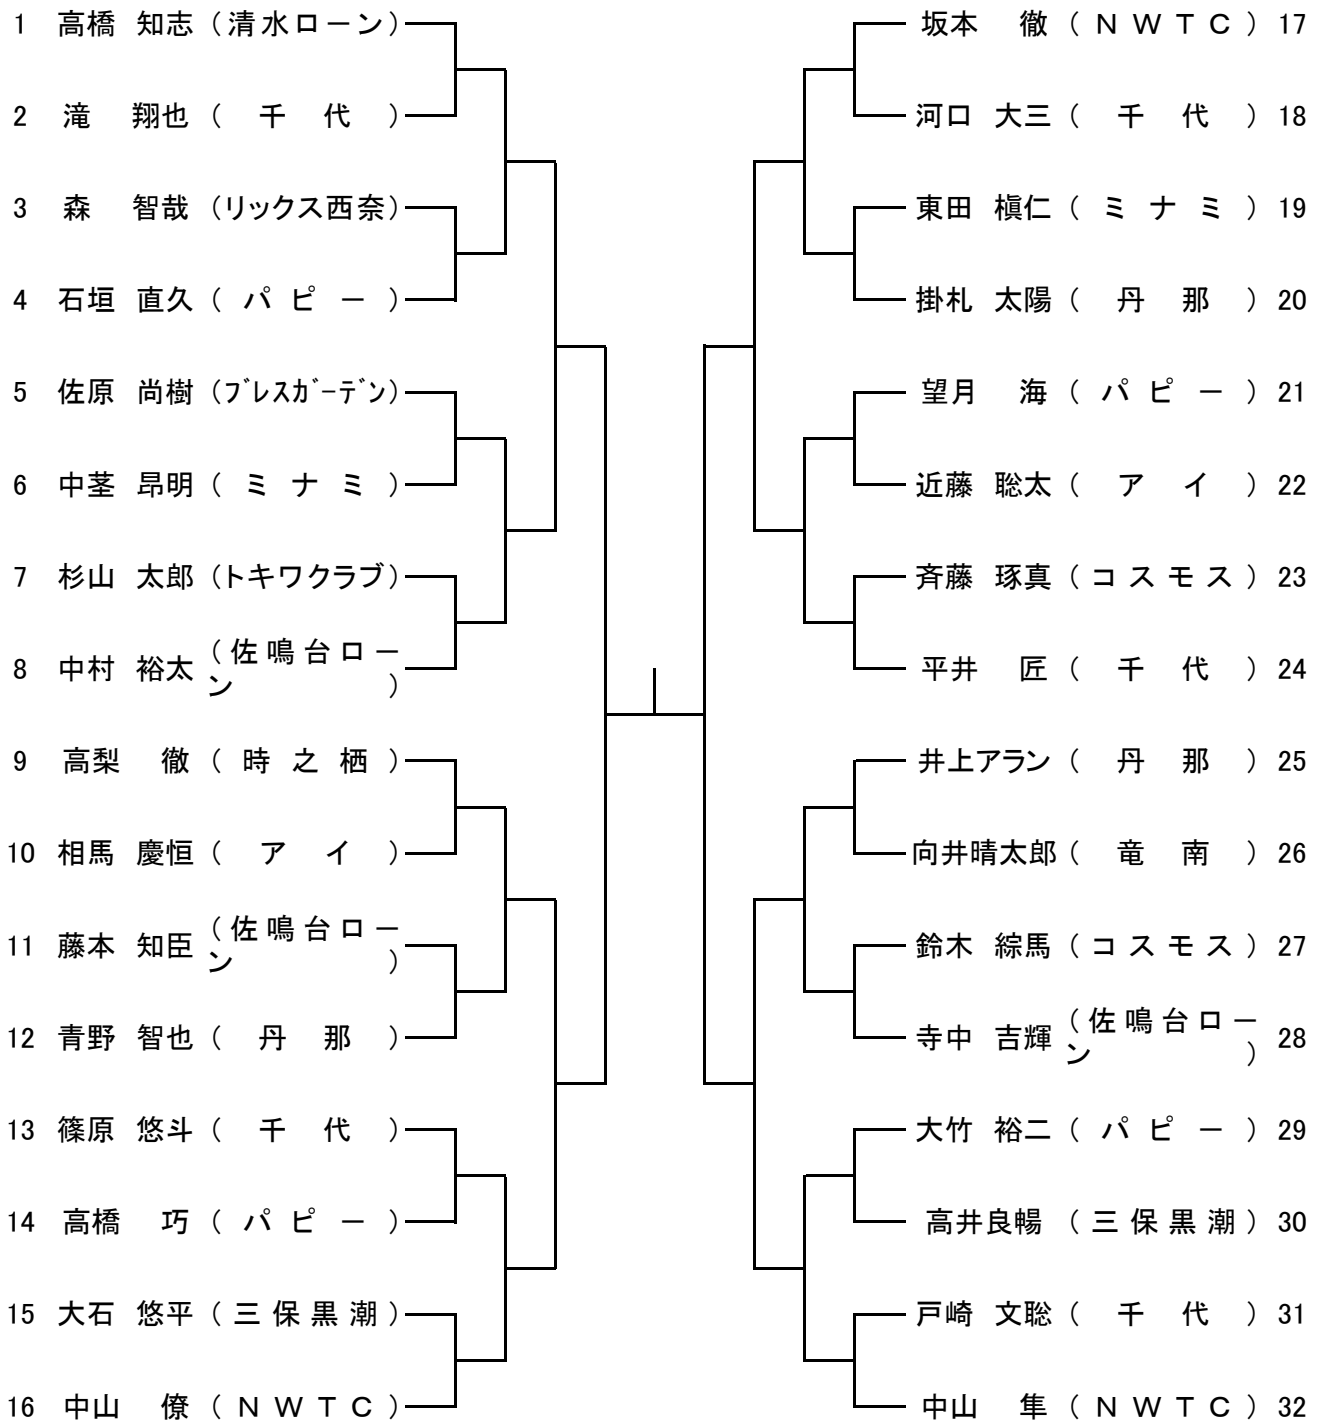 1 高橋 知志 (清水ローン)
2 滝 翔也 ( 千 代 )
3 森 智哉 (リックス西奈)
4 石垣 直久 ( パ ピ ー )
5 佐原 尚樹 (ブレスガーデン)
6 中茎 昂明 ( ミ ナ ミ )
7 杉山 太郎 (トキワクラブ)
8 中村 裕太 (佐鳴台ロー
ン )
9 高梨 徹 ( 時 之 栖 )
10 相馬 慶恒 ( ア イ )
11 藤本 知臣 (佐鳴台ロー
ン )
12 青野 智也 ( 丹 那 )
13 篠原 悠斗 ( 千 代 )
14 高橋 巧 ( パ ピ ー )
15 大石 悠平 ( 三 保 黒 潮 )
16 中山 僚 ( N W T C )
坂本 徹 ( N W T C ) 17
河口 大三 ( 千 代 ) 18
東田 槇仁 ( ミ ナ ミ ) 19
掛札 太陽 ( 丹 那 ) 20
望月 海 ( パ ピ ー ) 21
近藤 聡太 ( ア イ ) 22
斉藤 琢真 ( コ ス モ ス ) 23
平井 匠 ( 千 代 ) 24
井上アラン ( 丹 那 ) 25
向井晴太郎 ( 竜 南 ) 26
鈴木 綜馬 ( コ ス モ ス ) 27
寺中 吉輝 (佐鳴台ロー
ン ) 28
大竹 裕二 ( パ ピ ー ) 29
高井良暢 ( 三 保 黒 潮 ) 30
戸崎 文聡 ( 千 代 ) 31
中山 隼 ( N W T C ) 32